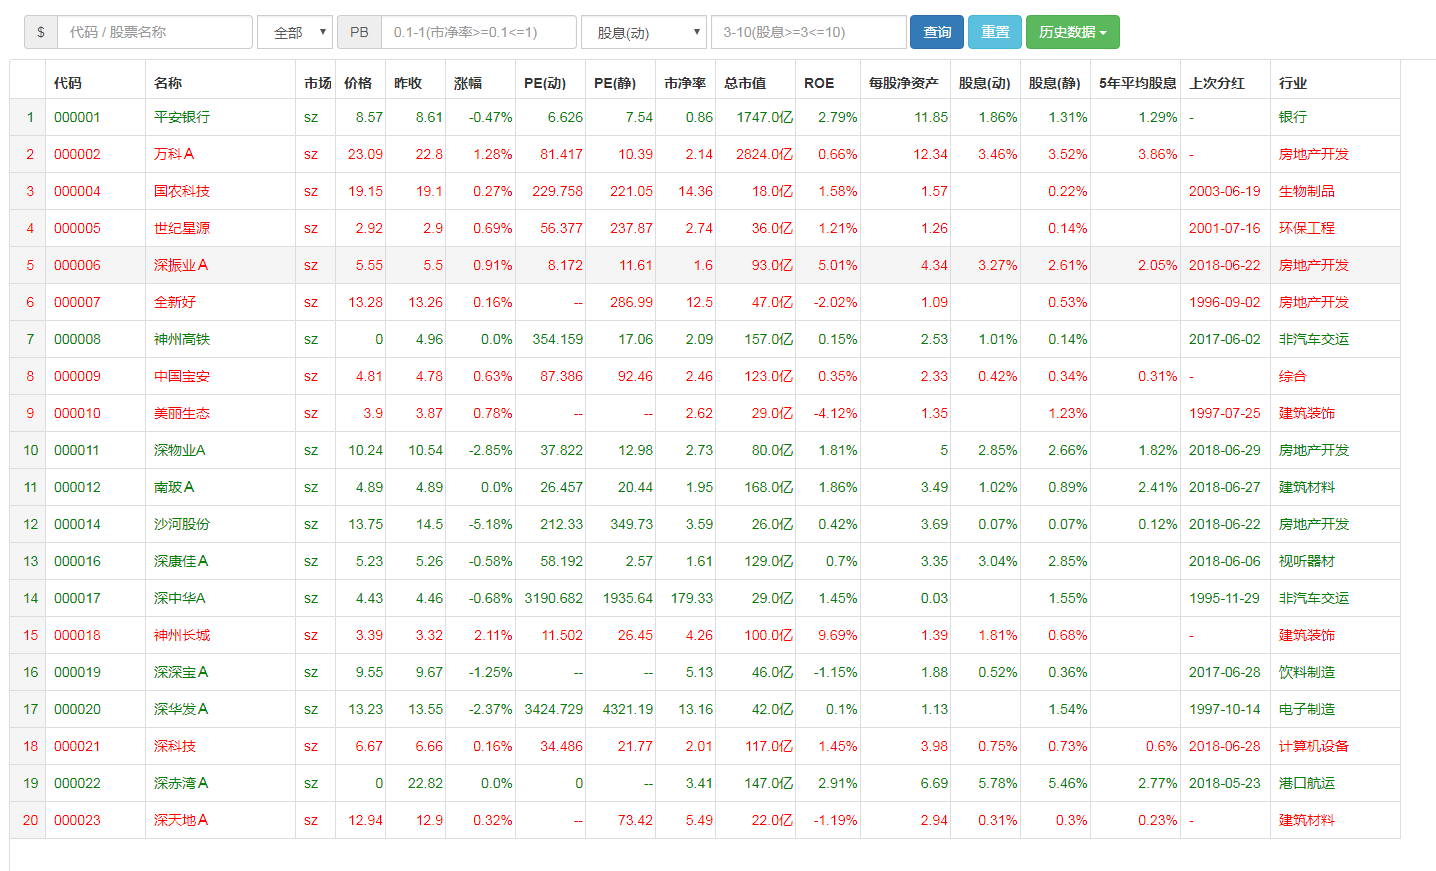 $ 代码 / 股票名称 全部 PB 0.1-1(市净率>=0.1<=1) 股息(动) 3-10(股息>=3<=10) 查询 重置 历史数据
代码 名称 市场 价格 昨收 涨幅 PE(动) PE(静) 市净率 总市值 ROE 每股净资产 股息(动) 股息(静) 5年平均股息 上次分红 行业
1 000001 平安银行 sz 8.57 8.61 -0.47% 6.626 7.54 0.86 1747.0亿 2.79% 11.85 1.86% 1.31% 1.29% - 银行
2 000002 万科A sz 23.09 22.8 1.28% 81.417 10.39 2.14 2824.0亿 0.66% 12.34 3.46% 3.52% 3.86% - 房地产开发
3 000004 国农科技 sz 19.15 19.1 0.27% 229.758 221.05 14.36 18.0亿 1.58% 1.57 0.22% 2003-06-19 生物制品
4 000005 世纪星源 sz 2.92 2.9 0.69% 56.377 237.87 2.74 36.0亿 1.21% 1.26 0.14% 2001-07-16 环保工程
5 000006 深振业A sz 5.55 5.5 0.91% 8.172 11.61 1.6 93.0亿 5.01% 4.34 3.27% 2.61% 2.05% 2018-06-22 房地产开发
6 000007 全新好 sz 13.28 13.26 0.16% -- 286.99 12.5 47.0亿 -2.02% 1.09 0.53% 1996-09-02 房地产开发
7 000008 神州高铁 sz 0 4.96 0.0% 354.159 17.06 2.09 157.0亿 0.15% 2.53 1.01% 0.14% 2017-06-02 非汽车交运
8 000009 中国宝安 sz 4.81 4.78 0.63% 87.386 92.46 2.46 123.0亿 0.35% 2.33 0.42% 0.34% 0.31% - 综合
9 000010 美丽生态 sz 3.9 3.87 0.78% -- -- 2.62 29.0亿 -4.12% 1.35 1.23% 1997-07-25 建筑装饰
10 000011 深物业A sz 10.24 10.54 -2.85% 37.822 12.98 2.73 80.0亿 1.81% 5 2.85% 2.66% 1.82% 2018-06-29 房地产开发
11 000012 南玻A sz 4.89 4.89 0.0% 26.457 20.44 1.95 168.0亿 1.86% 3.49 1.02% 0.89% 2.41% 2018-06-27 建筑材料
12 000014 沙河股份 sz 13.75 14.5 -5.18% 212.33 349.73 3.59 26.0亿 0.42% 3.69 0.07% 0.07% 0.12% 2018-06-22 房地产开发
13 000016 深康佳A sz 5.23 5.26 -0.58% 58.192 2.57 1.61 129.0亿 0.7% 3.35 3.04% 2.85% 2018-06-06 视听器材
14 000017 深中华A sz 4.43 4.46 -0.68% 3190.682 1935.64 179.33 29.0亿 1.45% 0.03 1.55% 1995-11-29 非汽车交运
15 000018 神州长城 sz 3.39 3.32 2.11% 11.502 26.45 4.26 100.0亿 9.69% 1.39 1.81% 0.68% - 建筑装饰
16 000019 深深宝A sz 9.55 9.67 -1.25% -- -- 5.13 46.0亿 -1.15% 1.88 0.52% 0.36% 2017-06-28 饮料制造
17 000020 深华发A sz 13.23 13.55 -2.37% 3424.729 4321.19 13.16 42.0亿 0.1% 1.13 1.54% 1997-10-14 电子制造
18 000021 深科技 sz 6.67 6.66 0.16% 34.486 21.77 2.01 117.0亿 1.45% 3.98 0.75% 0.73% 0.6% 2018-06-28 计算机设备
19 000022 深赤湾A sz 0 22.82 0.0% 0 -- 3.41 147.0亿 2.91% 6.69 5.78% 5.46% 2.77% 2018-05-23 港口航运
20 000023 深天地A sz 12.94 12.9 0.32% -- 73.42 5.49 22.0亿 -1.19% 2.94 0.31% 0.3% 0.23% - 建筑材料